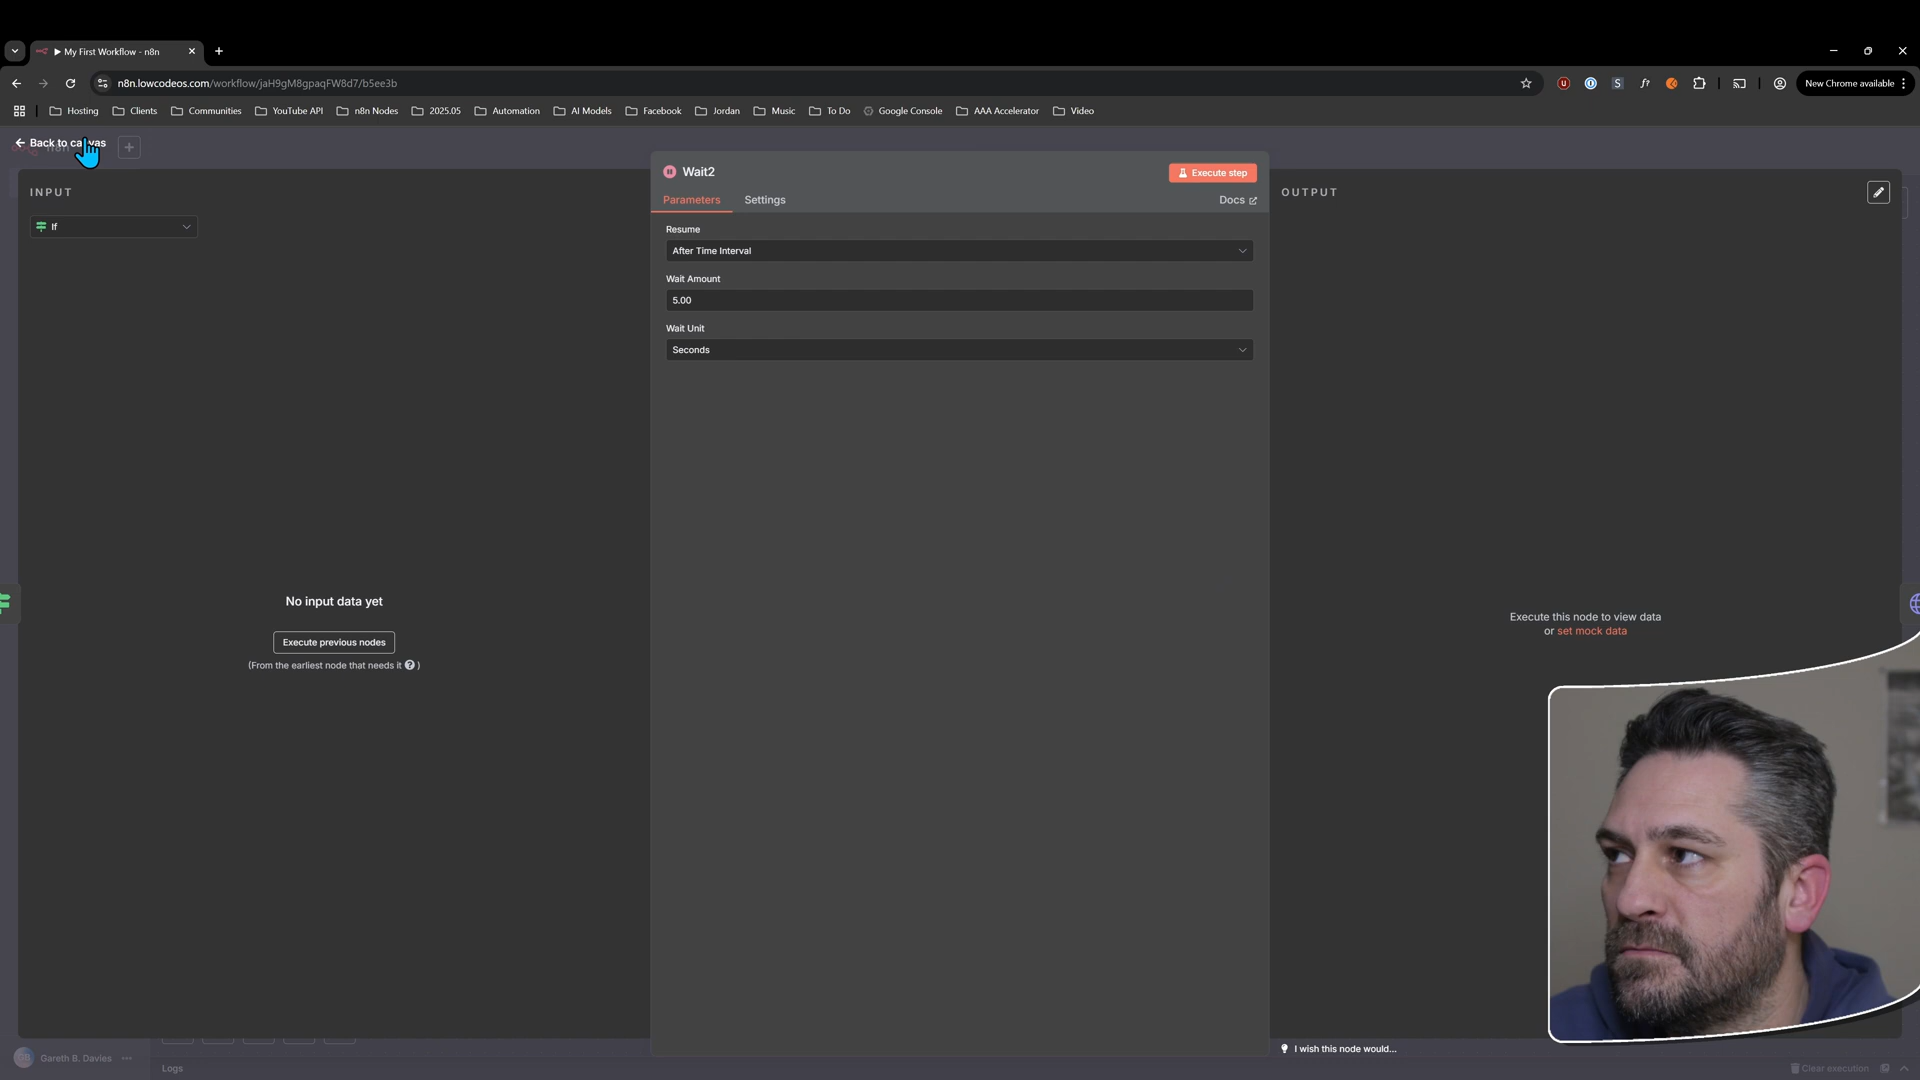 My First Workflow - n8n
n8n.lowcodeos.com/workflow/jaH9gM8gpaqFW8d7/b5ee3b
New Chrome available
Hosting
Clients
Communities
YouTube API
n8n Nodes
2025.05
Automation
AI Models
Facebook
Jordan
Music
To Do
Google Console
AAA Accelerator
Video
Back to canvas
INPUT
If
No input data yet
Execute previous nodes
(From the earliest node that needs it ? )
Wait2
Execute step
Parameters
Settings
Docs
Resume
After Time Interval
Wait Amount
5.00
Wait Unit
Seconds
OUTPUT
Execute this node to view data
or set mock data
I wish this node would...
Gareth B. Davies
Logs
Clear execution